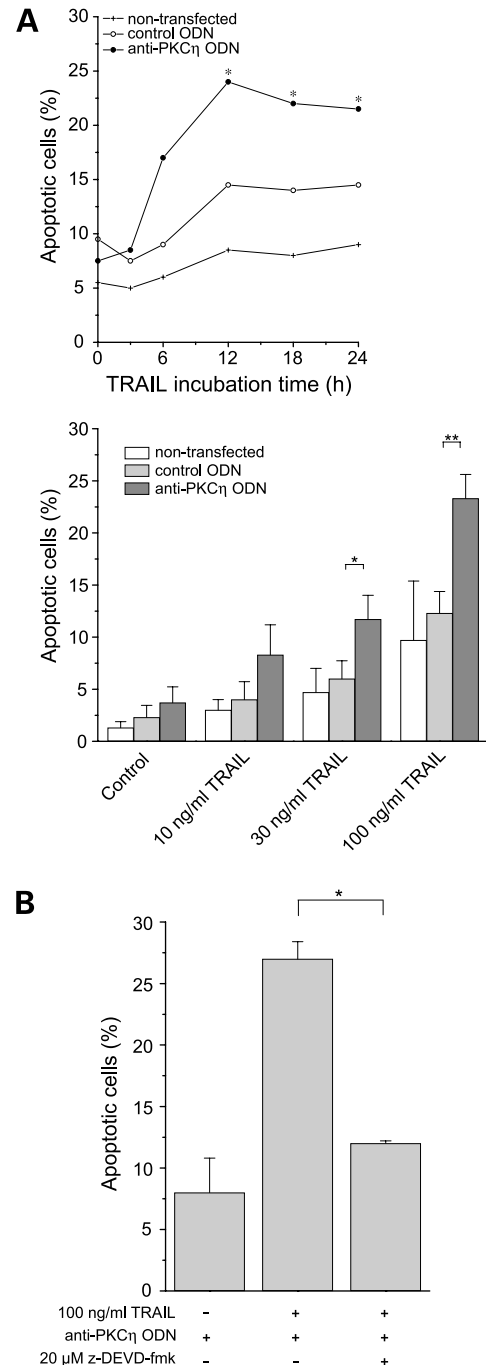 A
non-transfected
control ODN
anti-PKCη ODN
30
25
20
15
10
5
0
* * *
Apoptotic cells (%)
0 6 12 18 24
TRAIL incubation time (h)
30
25
20
15
10
5
0
non-transfected
control ODN
anti-PKCη ODN
*
**
Apoptotic cells (%)
Control
10 ng/ml TRAIL
30 ng/ml TRAIL
100 ng/ml TRAIL
B
*
30
25
20
15
10
5
0
Apoptotic cells (%)
100 ng/ml TRAIL - + +
anti-PKCη ODN + + +
20 µM z-DEVD-fmk - - +